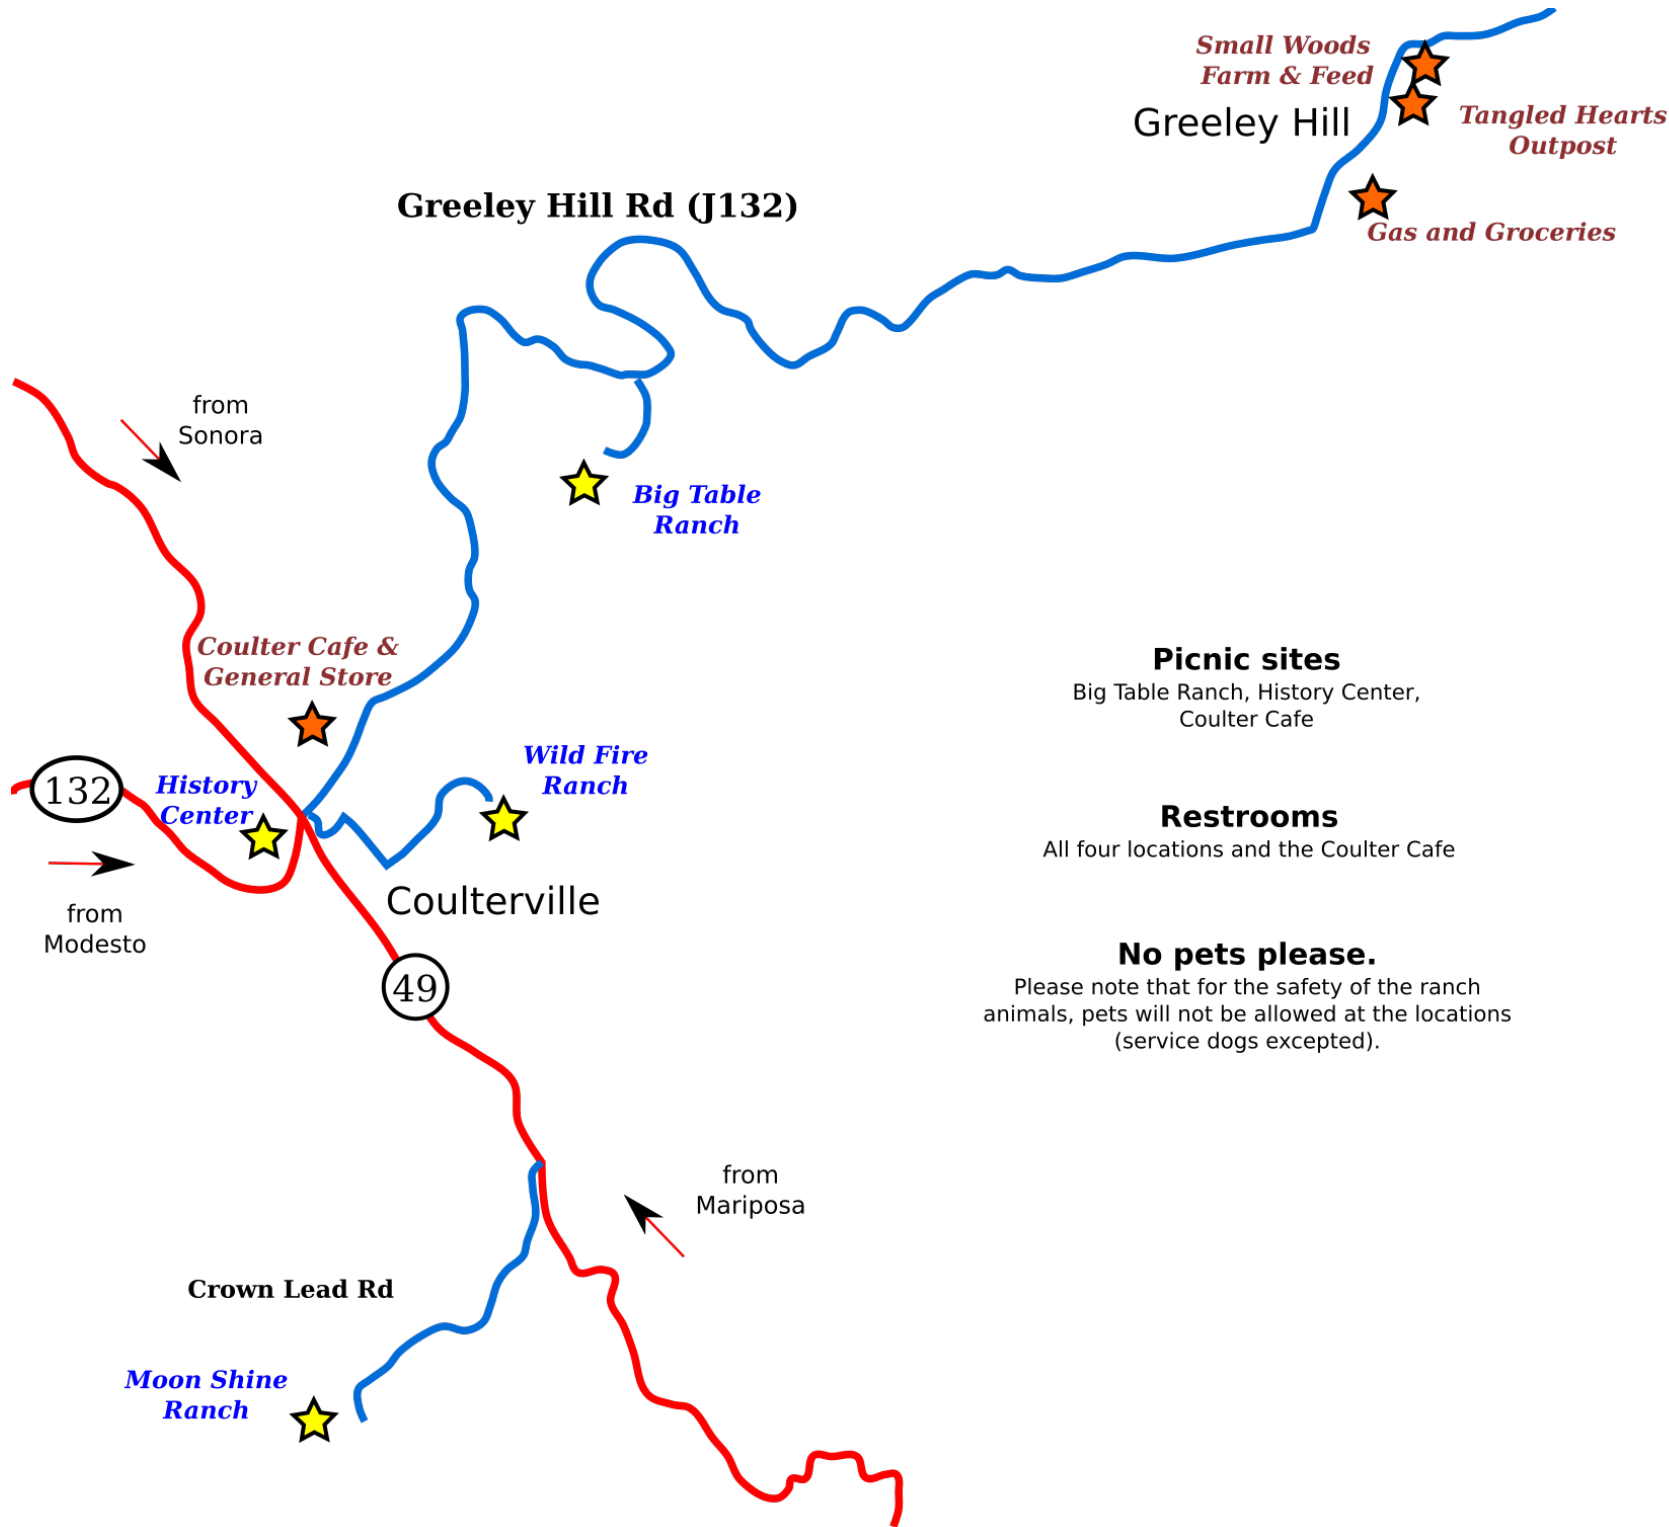 Small Woods
Farm & Feed
Greeley Hill
Tangled Hearts
Outpost
Greeley Hill Rd (J132)
Gas and Groceries
from
Sonora
Big Table
Ranch
Coulter Cafe &
General Store
Picnic sites
Big Table Ranch, History Center,
Coulter Cafe
132
History
Center
Wild Fire
Ranch
Restrooms
All four locations and the Coulter Cafe
Coulterville
from
Modesto
49
No pets please.
Please note that for the safety of the ranch
animals, pets will not be allowed at the locations
(service dogs excepted).
from
Mariposa
Crown Lead Rd
Moon Shine
Ranch